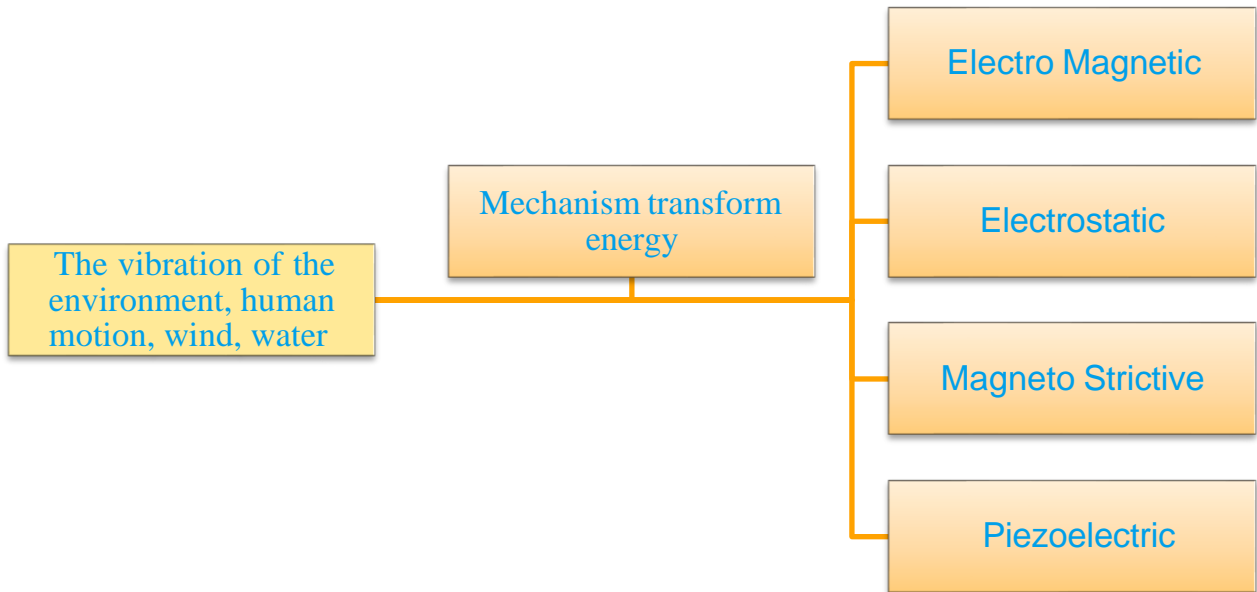 The vibration of the
environment, human
motion, wind, water
Mechanism transform
energy
Electro Magnetic
Electrostatic
Magneto Strictive
Piezoelectric